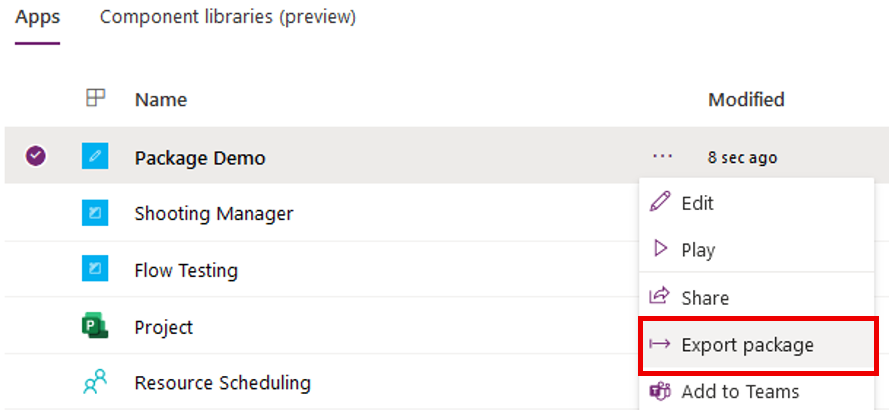 Apps Component libraries (preview)
Name Modified
Package Demo ... 8 sec ago
Shooting Manager
Edit
Flow Testing
Play
Share
Project
Export package
Resource Scheduling
Add to Teams